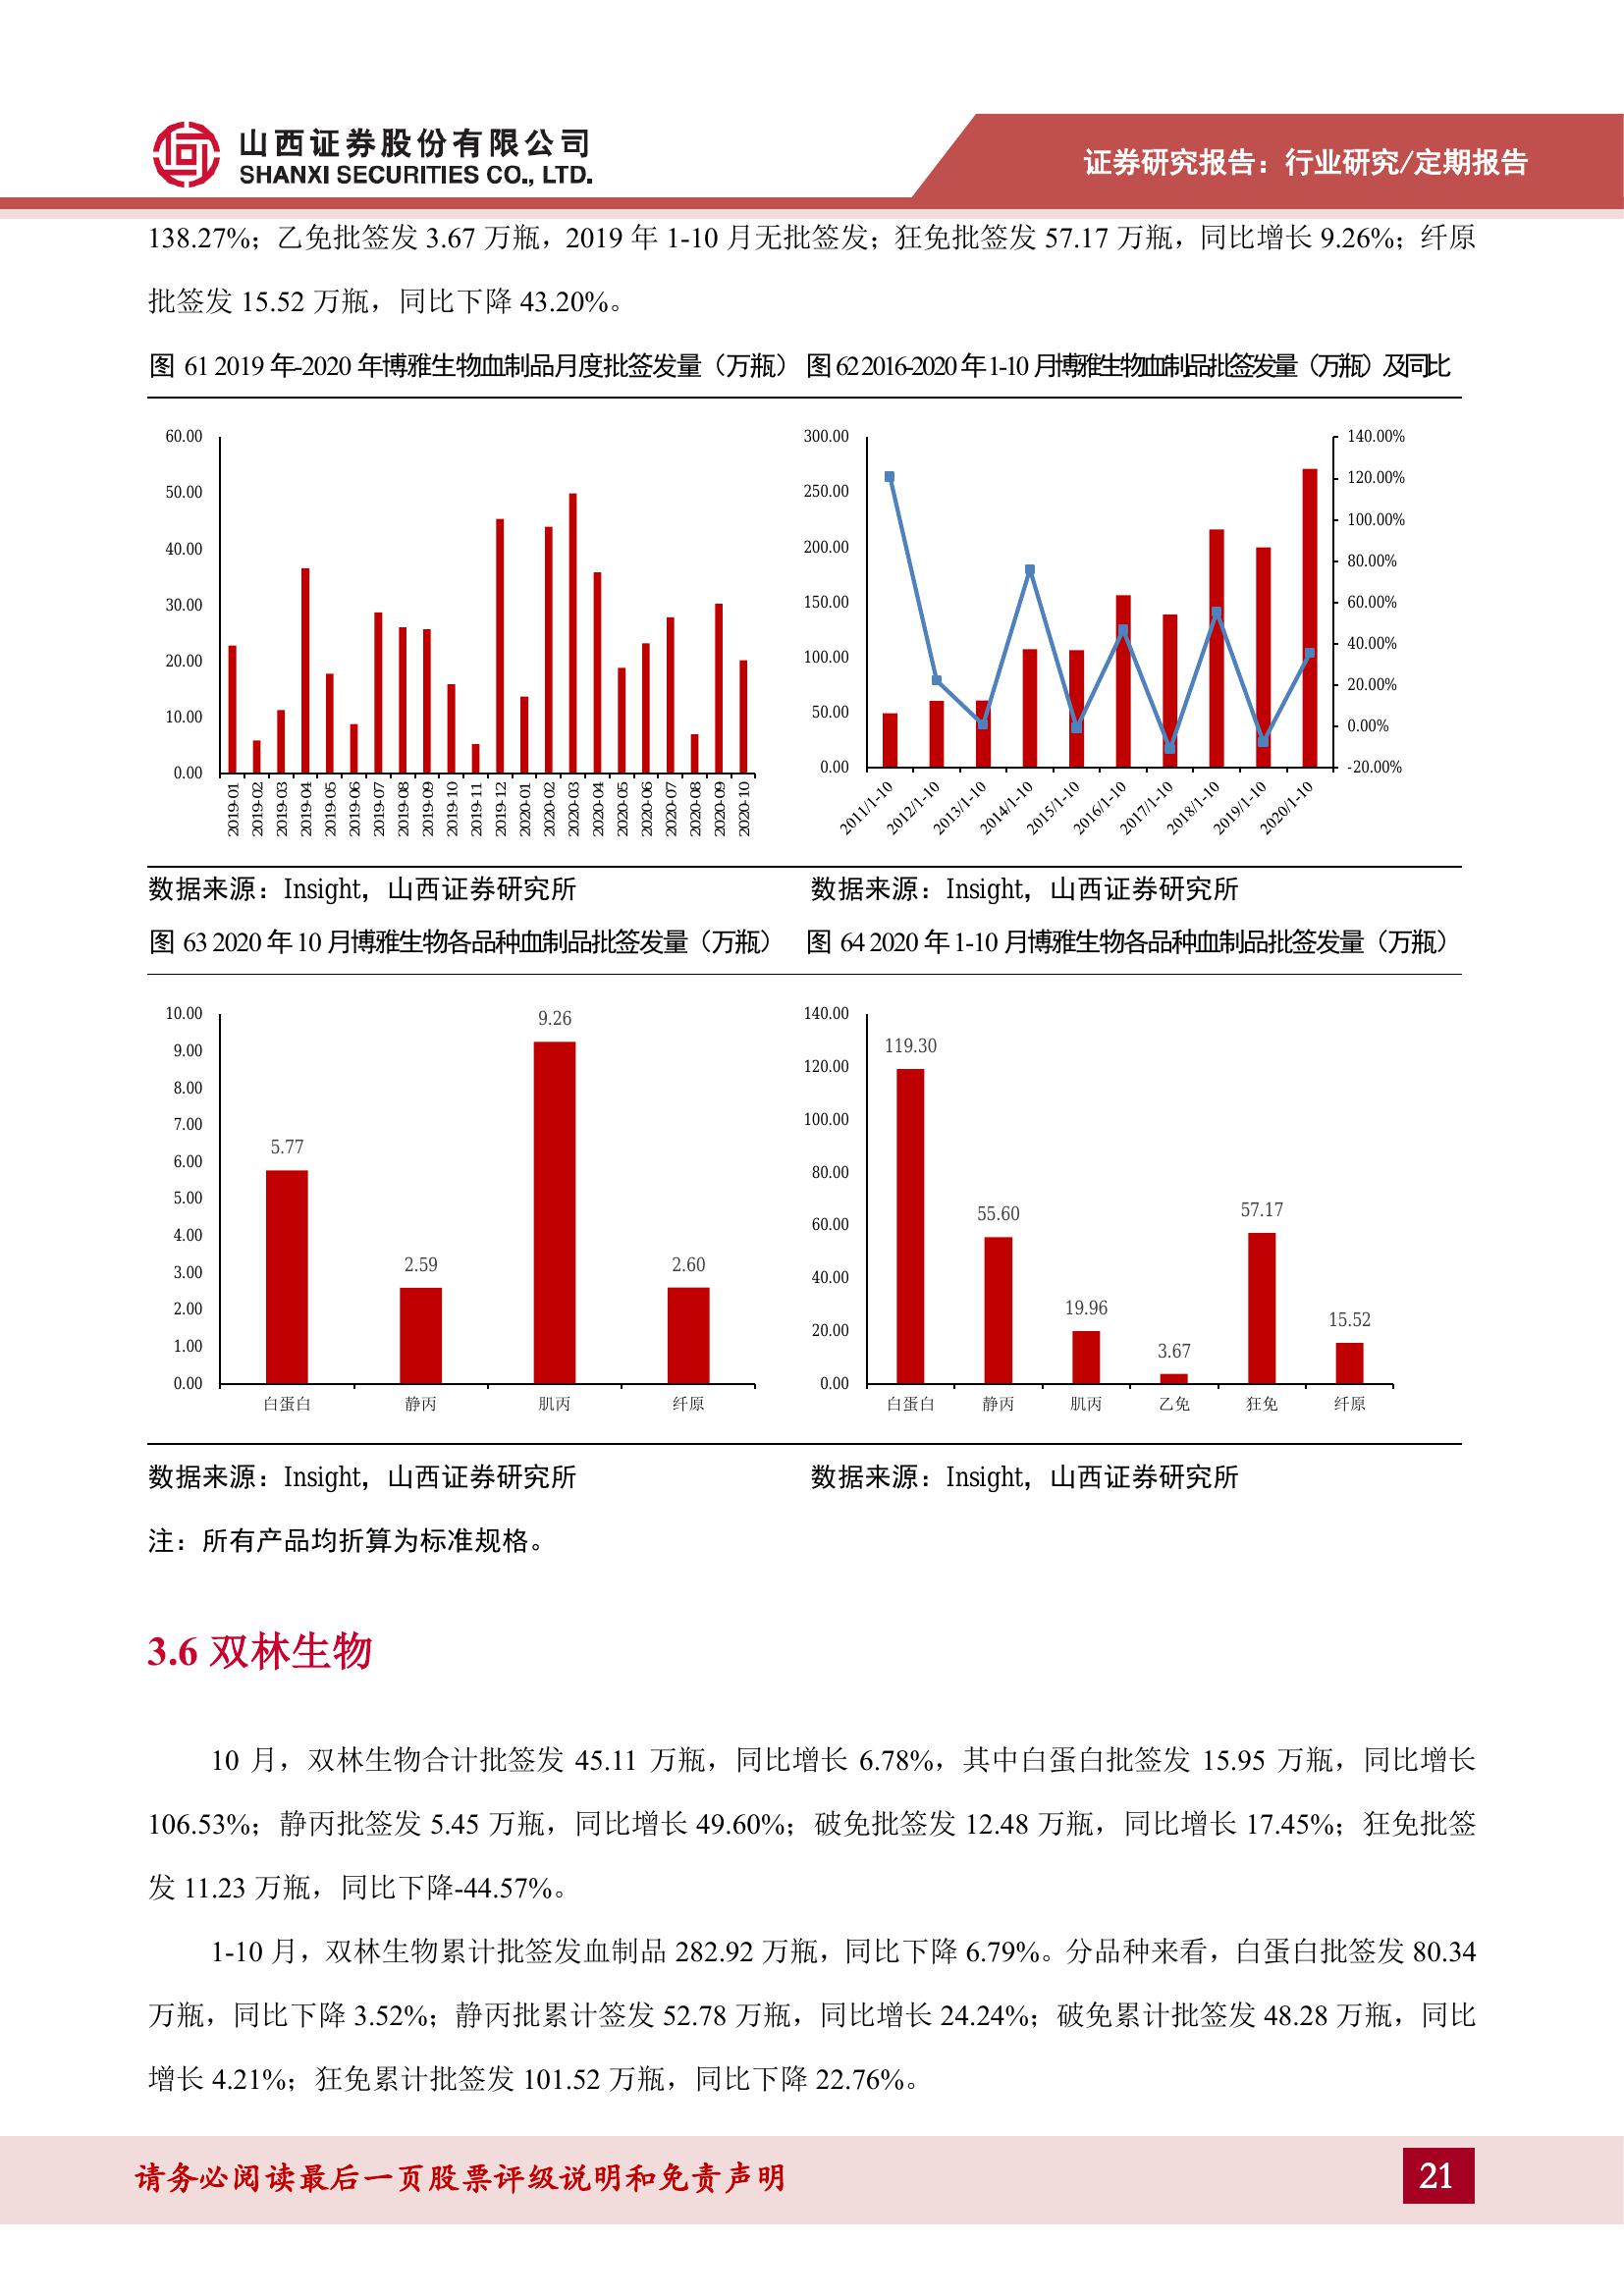 山西证券股份有限公司
SHANXI SECURITIES CO., LTD.
证券研究报告：行业研究/定期报告
138.27%；乙免批签发 3.67 万瓶，2019 年 1-10 月无批签发；狂免批签发 57.17 万瓶，同比增长 9.26%；纤原
批签发 15.52 万瓶，同比下降 43.20%。
图 61 2019 年-2020 年博雅生物血制品月度批签发量（万瓶）
60.00
50.00
40.00
30.00
20.00
10.00
0.00
2019-01
2019-02
2019-03
2019-04
2019-05
2019-06
2019-07
2019-08
2019-09
2019-10
2019-11
2019-12
2020-01
2020-02
2020-03
2020-04
2020-05
2020-06
2020-07
2020-08
2020-09
2020-10
数据来源：Insight，山西证券研究所
图 62 2016-2020 年 1-10 月博雅生物血制品批签发量（万瓶）及同比
300.00
250.00
200.00
150.00
100.00
50.00
0.00
140.00%
120.00%
100.00%
80.00%
60.00%
40.00%
20.00%
0.00%
-20.00%
2011/1-10
2012/1-10
2013/1-10
2014/1-10
2015/1-10
2016/1-10
2017/1-10
2018/1-10
2019/1-10
2020/1-10
数据来源：Insight，山西证券研究所
图 63 2020 年 10 月博雅生物各品种血制品批签发量（万瓶）
10.00
9.00
8.00
7.00
6.00
5.00
4.00
3.00
2.00
1.00
0.00
5.77
2.59
9.26
2.60
白蛋白
静丙
肌丙
纤原
数据来源：Insight，山西证券研究所
图 64 2020 年 1-10 月博雅生物各品种血制品批签发量（万瓶）
140.00
120.00
100.00
80.00
60.00
40.00
20.00
0.00
119.30
55.60
19.96
3.67
57.17
15.52
白蛋白
静丙
肌丙
乙免
狂免
纤原
数据来源：Insight，山西证券研究所
注：所有产品均折算为标准规格。
3.6 双林生物
10 月，双林生物合计批签发 45.11 万瓶，同比增长 6.78%，其中白蛋白批签发 15.95 万瓶，同比增长
106.53%；静丙批签发 5.45 万瓶，同比增长 49.60%；破免批签发 12.48 万瓶，同比增长 17.45%；狂免批签
发 11.23 万瓶，同比下降-44.57%。
1-10 月，双林生物累计批签发血制品 282.92 万瓶，同比下降 6.79%。分品种来看，白蛋白批签发 80.34
万瓶，同比下降 3.52%；静丙批累计签发 52.78 万瓶，同比增长 24.24%；破免累计批签发 48.28 万瓶，同比
增长 4.21%；狂免累计批签发 101.52 万瓶，同比下降 22.76%。
请务必阅读最后一页股票评级说明和免责声明
21